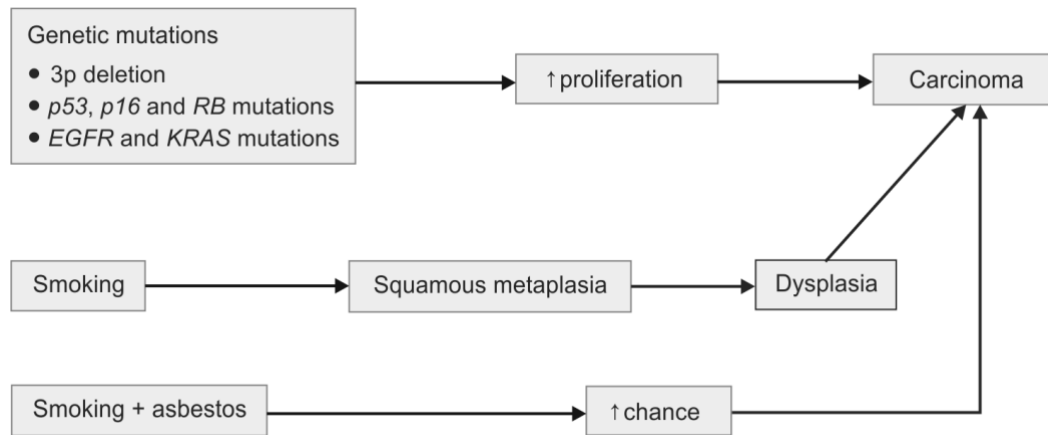 Genetic mutations
• 3p deletion
• p53, p16 and RB mutations
• EGFR and KRAS mutations
↑proliferation
Carcinoma
Smoking
Squamous metaplasia
Dysplasia
Smoking + asbestos
↑chance